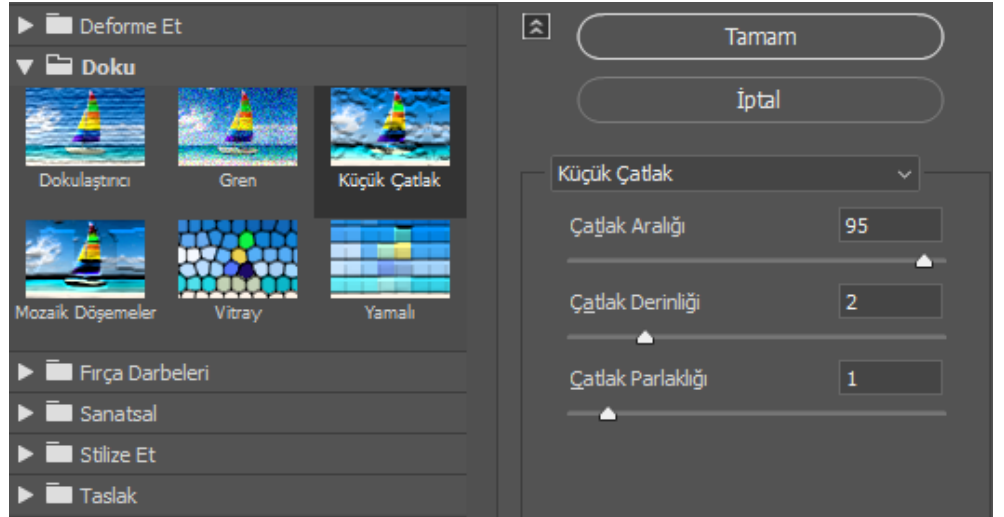 Deforme Et
Doku
Dokulaştırıcı
Gren
Küçük Çatlak
Mozaik Döşemeler
Vitray
Yamalı
Fırça Darbeleri
Sanatsal
Stilize Et
Taslak
Tamam
İptal
Küçük Çatlak
Çatlak Aralığı 95
Çatlak Derinliği 2
Çatlak Parlaklığı 1